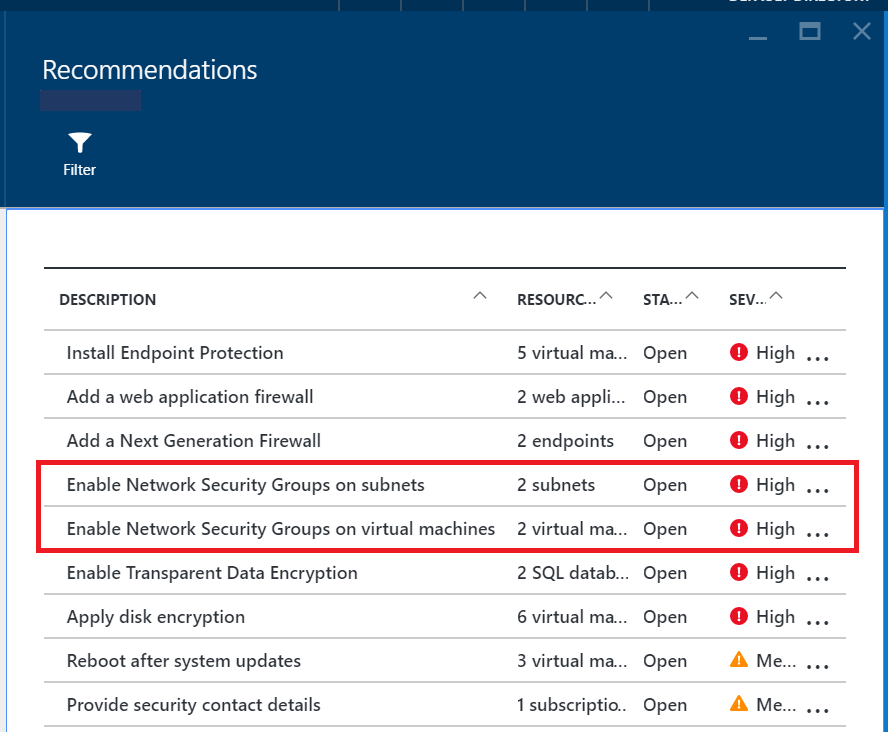 Recommendations
Filter
DESCRIPTION RESOURC... STA... SEV...
Install Endpoint Protection 5 virtual ma... Open High ...
Add a web application firewall 2 web appli... Open High ...
Add a Next Generation Firewall 2 endpoints Open High ...
Enable Network Security Groups on subnets 2 subnets Open High ...
Enable Network Security Groups on virtual machines 2 virtual ma... Open High ...
Enable Transparent Data Encryption 2 SQL datab... Open High ...
Apply disk encryption 6 virtual ma... Open High ...
Reboot after system updates 3 virtual ma... Open Me... ...
Provide security contact details 1 subscriptio.. Open Me... ...